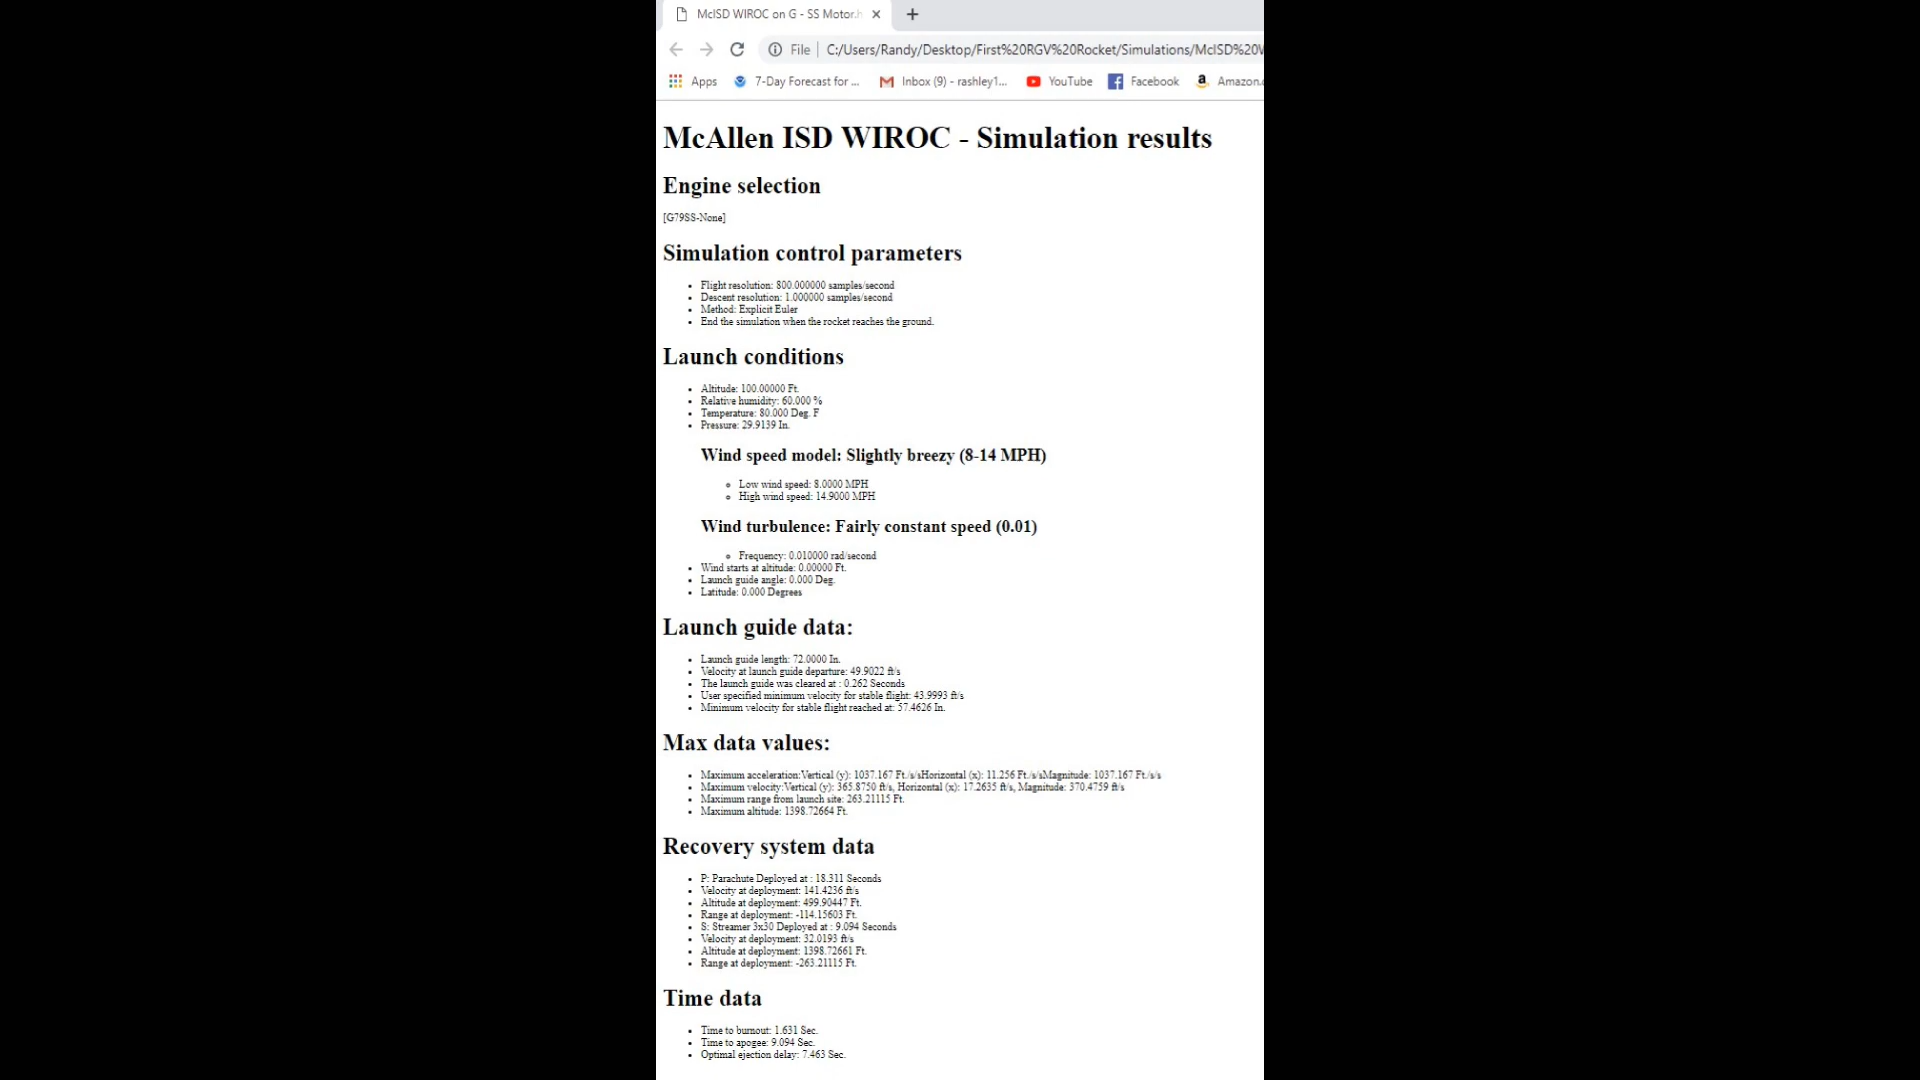 McISD WIROC on G - SS Motor.h
File
C:/Users/Randy/Desktop/First%20RGV%20Rocket/Simulations/McISD%20
Apps
7-Day Forecast for ...
Inbox (9) - rashley1...
YouTube
Facebook
Amazon.
McAllen ISD WIROC - Simulation results
Engine selection
[G79SS-None]
Simulation control parameters
• Flight resolution: 800.000000 samples/second
• Descent resolution: 1.000000 samples/second
• Method: Explicit Euler
• End the simulation when the rocket reaches the ground.
Launch conditions
• Altitude: 100.00000 Ft.
• Relative humidity: 60.000 %
• Temperature: 80.000 Deg. F
• Pressure: 29.9139 In.
Wind speed model: Slightly breezy (8-14 MPH)
Low wind speed: 8.0000 MPH
High wind speed: 14.9000 MPH
Wind turbulence: Fairly constant speed (0.01)
Frequency: 0.010000 rad/second
• Wind starts at altitude: 0.00000 Ft.
• Launch guide angle: 0.000 Deg.
• Latitude: 0.000 Degrees
Launch guide data:
• Launch guide length: 72.0000 In.
• Velocity at launch guide departure: 49.9022 ft/s
• The launch guide was cleared at : 0.262 Seconds
• User specified minimum velocity for stable flight: 43.9993 ft/s
• Minimum velocity for stable flight reached at: 57.4626 In.
Max data values:
• Maximum acceleration:Vertical (y): 1037.167 Ft./s/sHorizontal (x): 11.256 Ft./s/sMagnitude: 1037.167 Ft./s/s
• Maximum velocity:Vertical (y): 365.8750 ft/s, Horizontal (x): 17.2635 ft/s, Magnitude: 370.4759 ft/s
• Maximum range from launch site: 263.21115 Ft.
• Maximum altitude: 1398.72664 Ft.
Recovery system data
• P: Parachute Deployed at : 18.311 Seconds
• Velocity at deployment: 141.4236 ft/s
• Altitude at deployment: 499.90447 Ft.
• Range at deployment: -114.15603 Ft.
• S: Streamer 3x30 Deployed at : 9.094 Seconds
• Velocity at deployment: 32.0193 ft/s
• Altitude at deployment: 1398.72661 Ft.
• Range at deployment: -263.21115 Ft.
Time data
• Time to burnout: 1.631 Sec.
• Time to apogee: 9.094 Sec.
• Optimal ejection delay: 7.463 Sec.